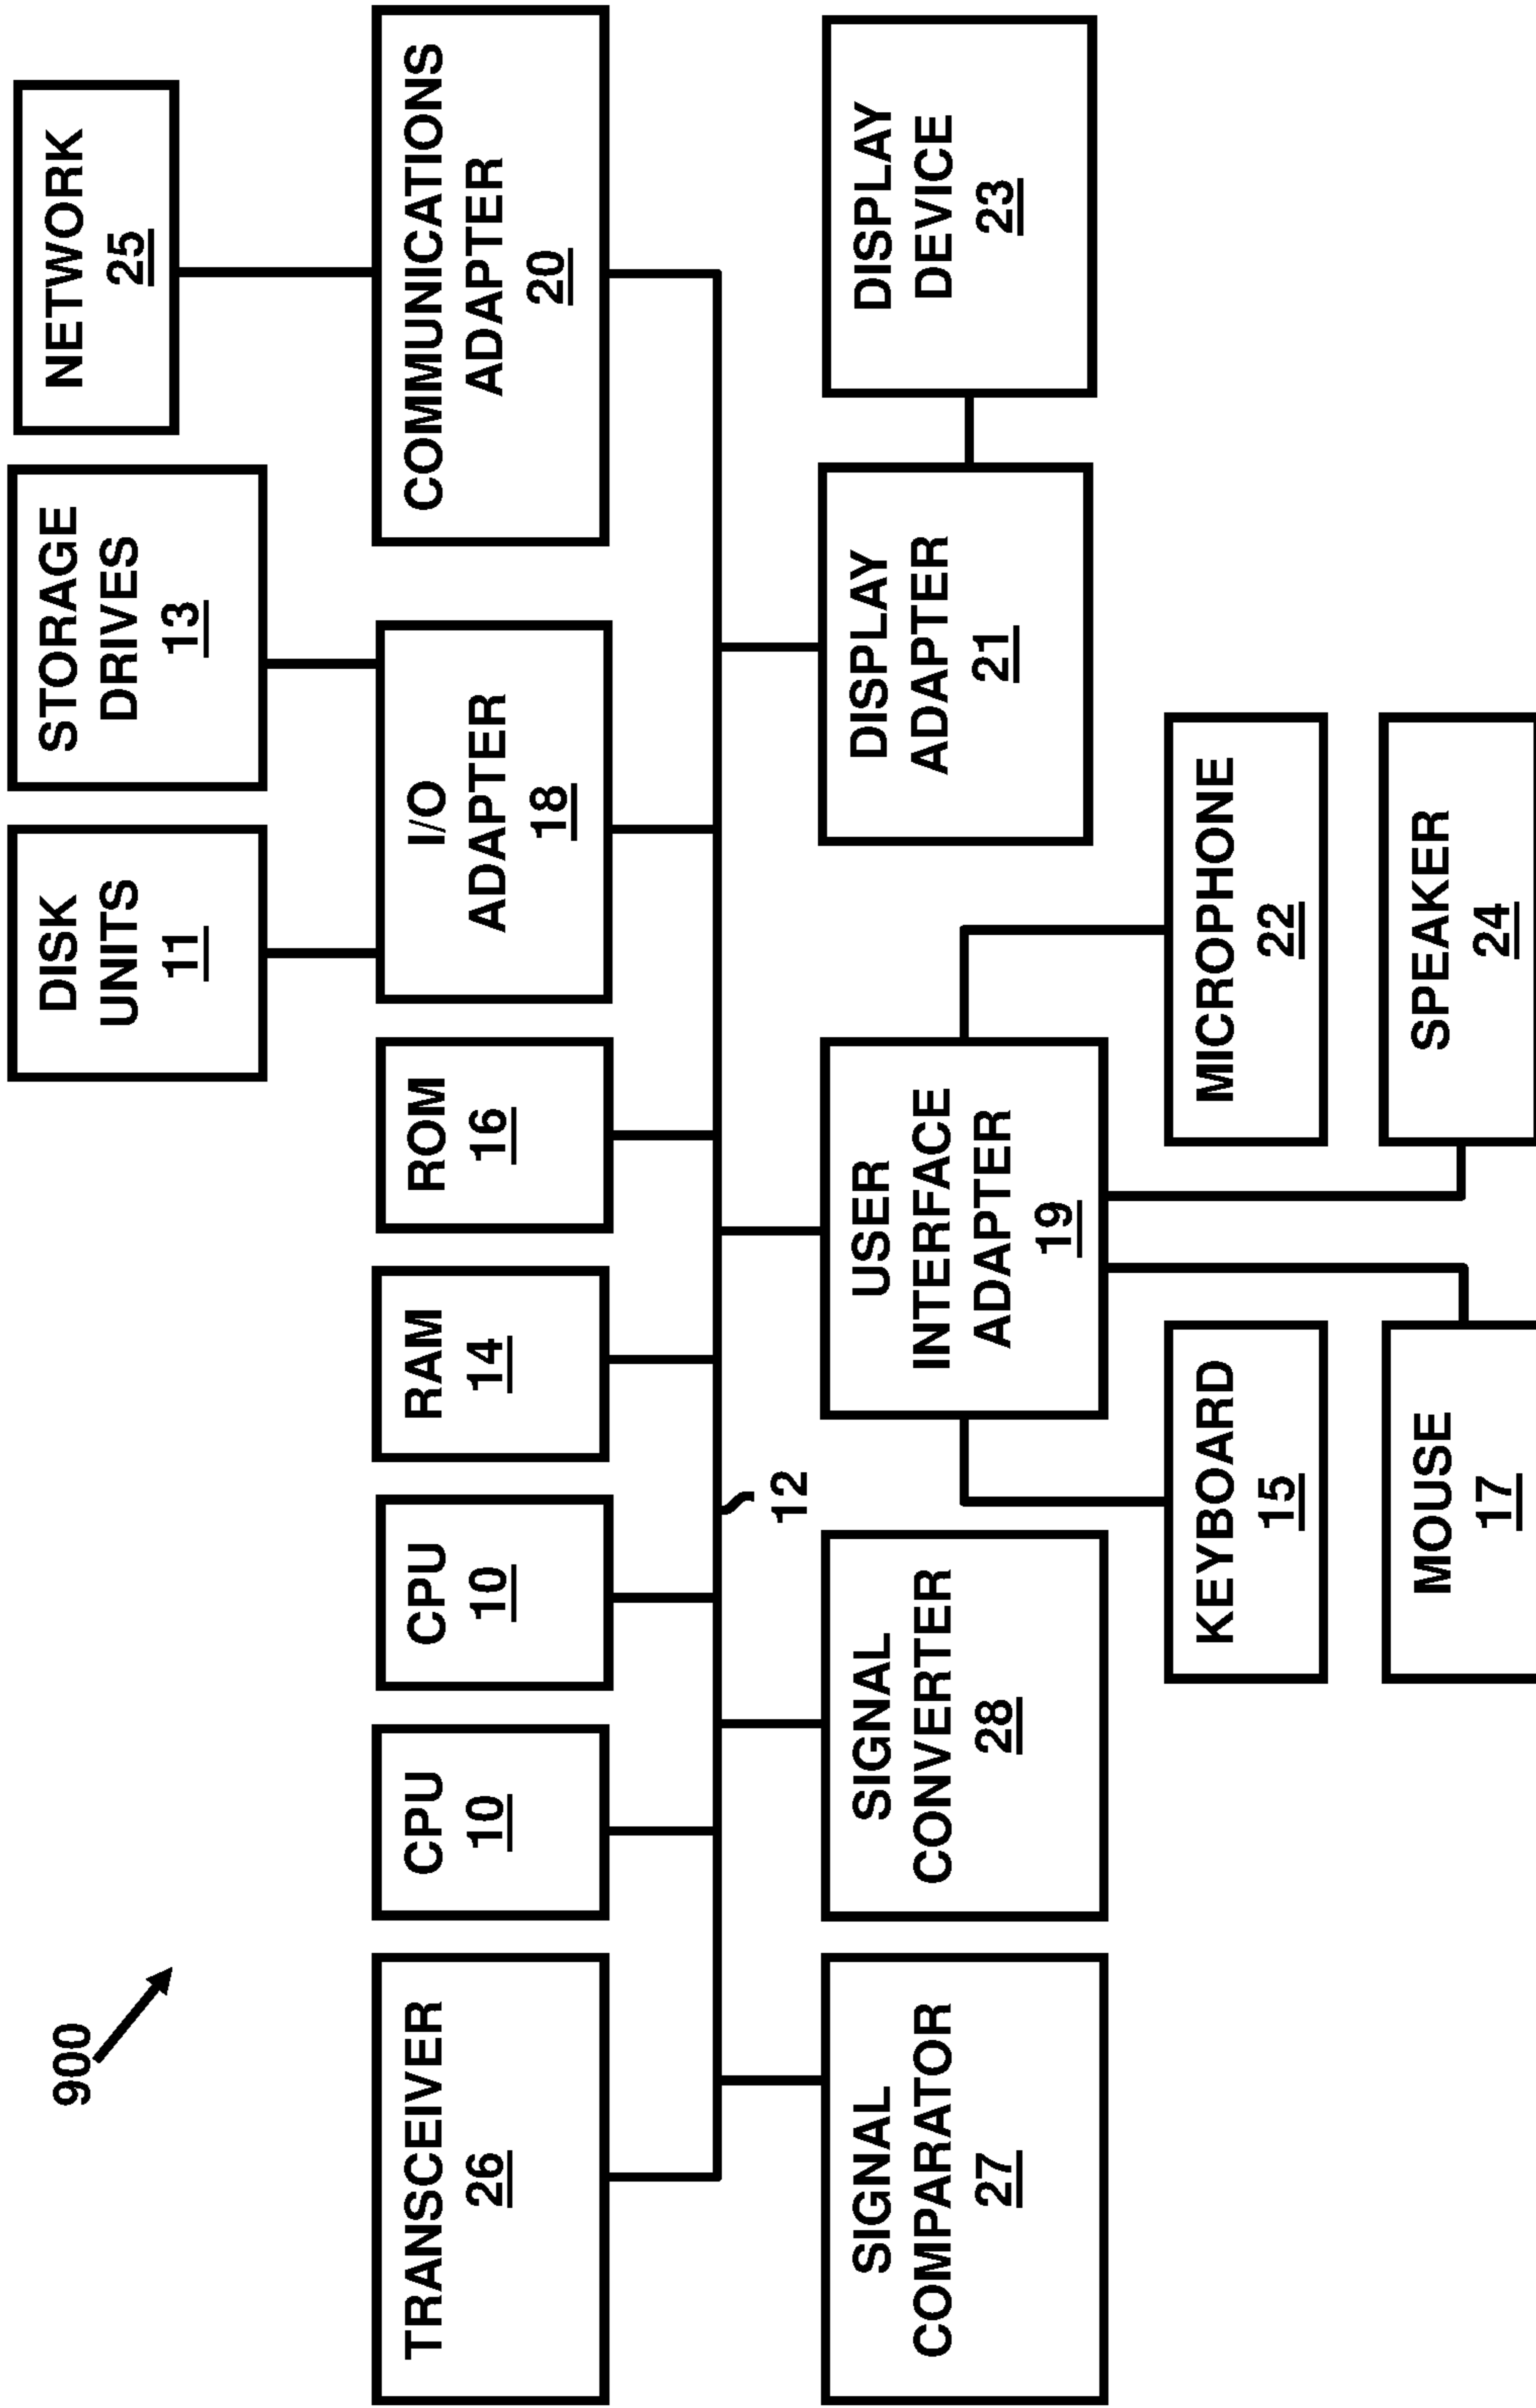 900
DISK
UNITS
11
STORAGE
DRIVES
13
NETWORK
25
TRANSCEIVER
26
CPU
10
CPU
10
RAM
14
ROM
16
I/O
ADAPTER
18
COMMUNICATIONS
ADAPTER
20
12
SIGNAL
COMPARATOR
27
SIGNAL
CONVERTER
28
USER
INTERFACE
ADAPTER
19
DISPLAY
ADAPTER
21
DISPLAY
DEVICE
23
KEYBOARD
15
MICROPHONE
22
MOUSE
17
SPEAKER
24